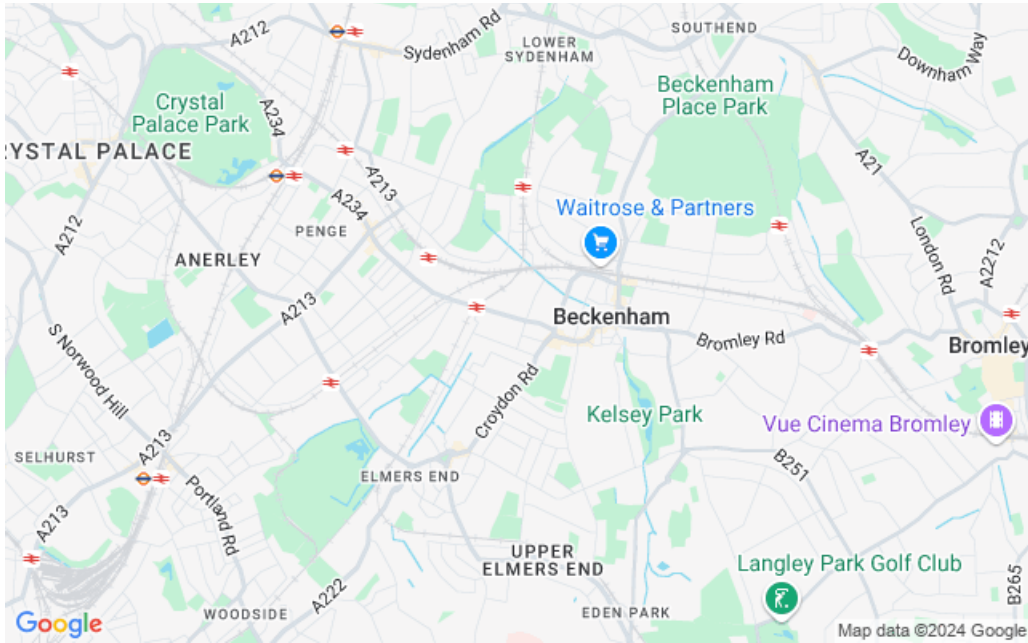 A212
Sydenham Rd
LOWER
SYDENHAM
SOUTHEND
Downham Way
Crystal
Palace Park
A234
Beckenham
Place Park
RYSTAL PALACE
A213
A21
A234
Waitrose & Partners
A212
PENGE
London Rd
A2212
ANERLEY
A213
Beckenham
Bromley Rd
Bromley
S Norwood Hill
Croydon Rd
Kelsey Park
Vue Cinema Bromley
A213
SELHURST
B251
ELMERS END
Portland Rd
A213
UPPER
ELMERS END
Langley Park Golf Club
B265
A222
WOODSIDE
EDEN PARK
Google
Map data ©2024 Google